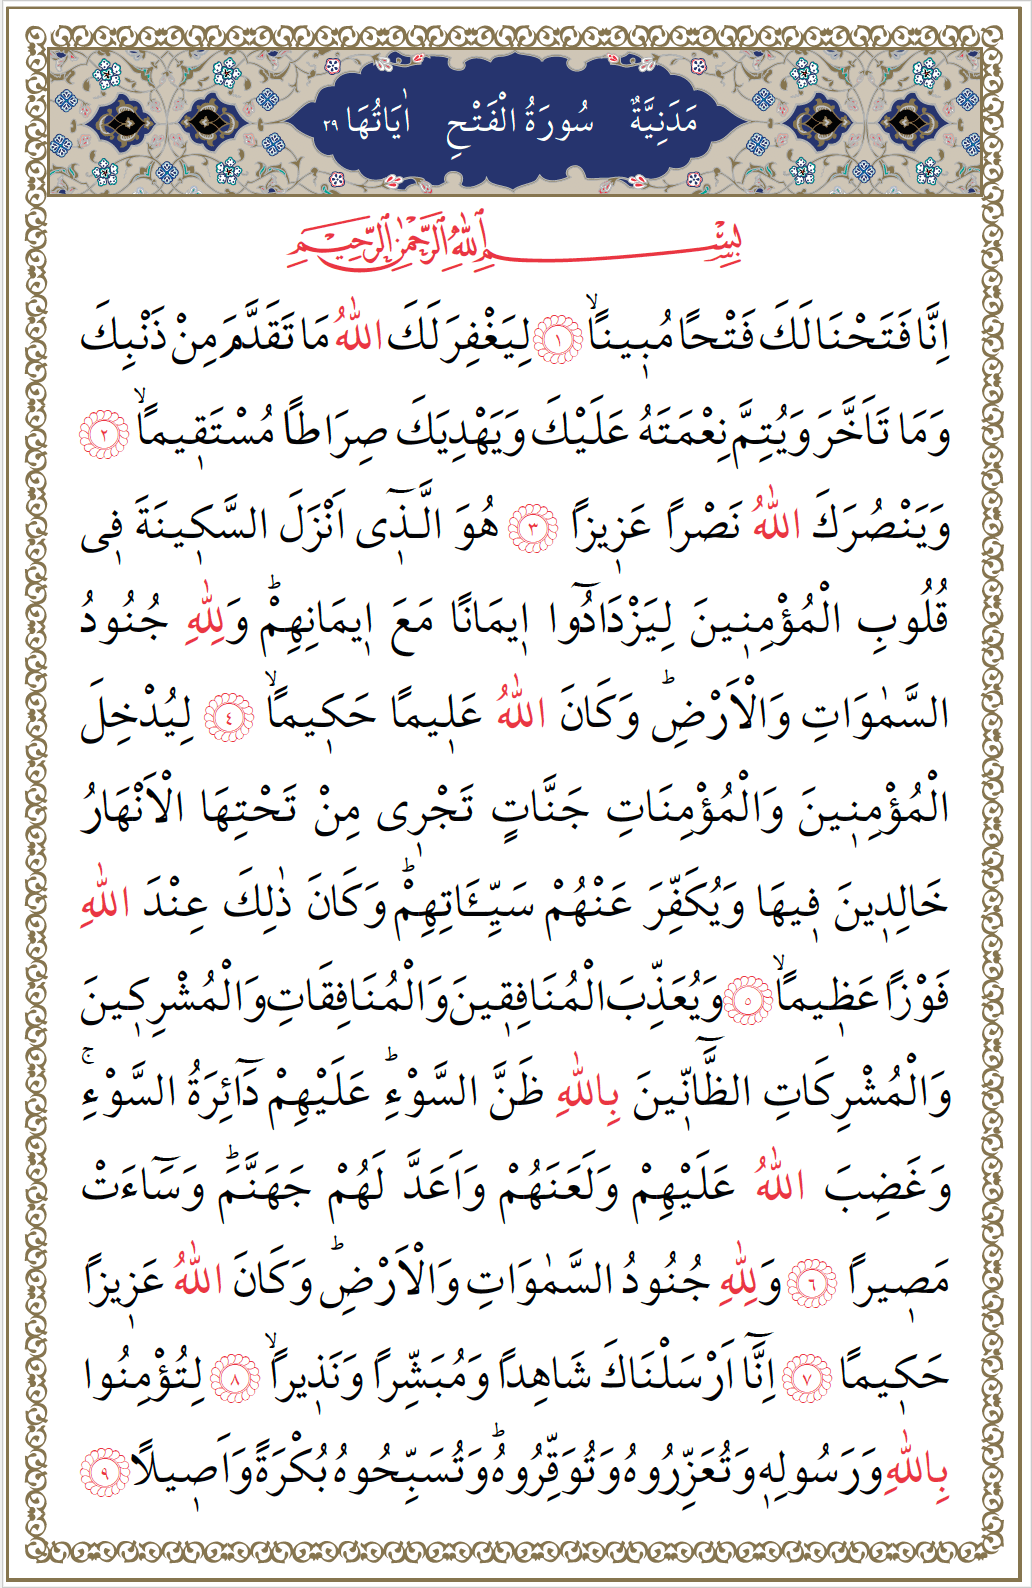 مَدَنِيَّةٌ سُورَةُ الْفَتْحِ اٰيَاتُهَا ٢٩
بِسْمِ اللّٰهِ الرَّحْمٰنِ الرَّحِيمِ
اِنَّا فَتَحْنَا لَكَ فَتْحًا مُب۪ينًاۙ ١ لِيَغْفِرَ لَكَ اللّٰهُ مَا تَقَدَّمَ مِنْ ذَنْبِكَ
وَمَا تَاَخَّرَ وَيُتِمَّ نِعْمَتَهُ عَلَيْكَ وَيَهْدِيَكَ صِرَاطًا مُسْتَق۪يمًاۙ ٢
وَيَنْصُرَكَ اللّٰهُ نَصْرًا عَز۪يزًا ٣ هُوَ الَّذ۪ٓي اَنْزَلَ السَّك۪ينَةَ ف۪ي
قُلُوبِ الْمُؤْمِن۪ينَ لِيَزْدَادُٓوا ا۪يمَانًا مَعَ ا۪يمَانِهِمْۜ وَلِلّٰهِ جُنُودُ
السَّمٰوَاتِ وَالْاَرْضِۜ وَكَانَ اللّٰهُ عَل۪يمًا حَك۪يمًاۙ ٤ لِيُدْخِلَ
الْمُؤْمِن۪ينَ وَالْمُؤْمِنَاتِ جَنَّاتٍ تَجْر۪ي مِنْ تَحْتِهَا الْاَنْهَارُ
خَالِد۪ينَ ف۪يهَا وَيُكَفِّرَ عَنْهُمْ سَيِّـَٔاتِهِمْۜ وَكَانَ ذٰلِكَ عِنْدَ اللّٰهِ
فَوْزًا عَظ۪يمًاۙ ٥ وَيُعَذِّبَ الْمُنَافِق۪ينَ وَالْمُنَافِقَاتِ وَالْمُشْرِك۪ينَ
وَالْمُشْرِكَاتِ الظَّٓانّ۪ينَ بِاللّٰهِ ظَنَّ السَّوْءِۜ عَلَيْهِمْ دَٓائِرَةُ السَّوْءِۚ
وَغَضِبَ اللّٰهُ عَلَيْهِمْ وَلَعَنَهُمْ وَاَعَدَّ لَهُمْ جَهَنَّمَۜ وَسَٓاءَتْ
مَص۪يرًا ٦ وَلِلّٰهِ جُنُودُ السَّمٰوَاتِ وَالْاَرْضِۜ وَكَانَ اللّٰهُ عَز۪يزًا
حَك۪يمًا ٧ اِنَّٓا اَرْسَلْنَاكَ شَاهِدًا وَمُبَشِّرًا وَنَذ۪يرًاۙ ٨ لِتُؤْمِنُوا
بِاللّٰهِ وَرَسُولِه۪ وَتُعَزِّرُوهُ وَتُوَقِّرُوهُۜ وَتُسَبِّحُوهُ بُكْرَةً وَاَص۪يلًا ٩